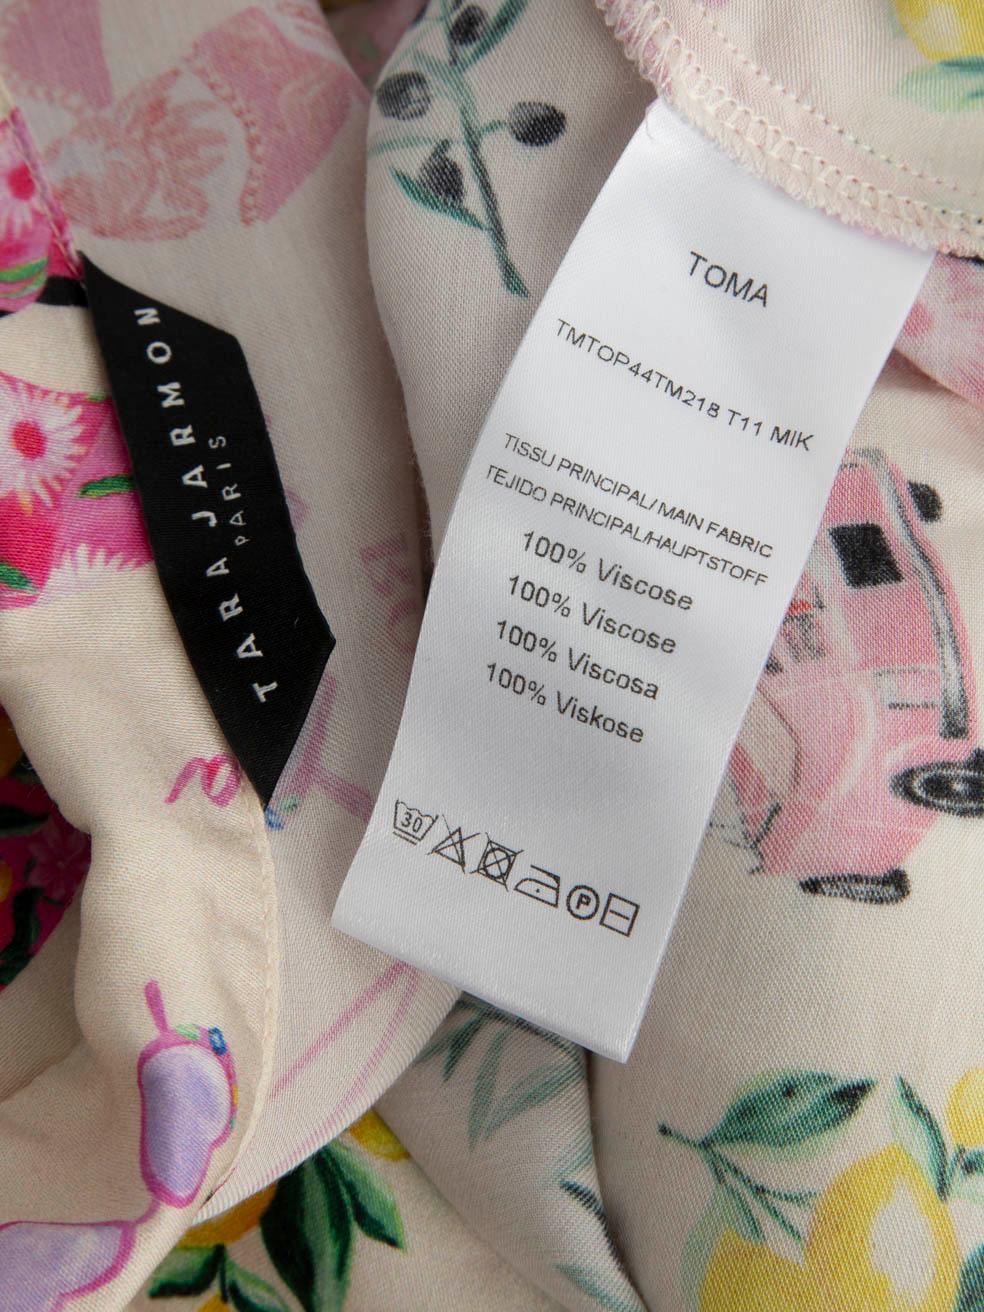 TARA JARMON
PARIS
TOMA
TMTOP44TM218 T11 MIK
TISSU PRINCIPAL/ MAIN FABRIC
TEJIDO PRINCIPAL/HAUPTSTOFF
100% Viscose
100% Viscose
100% Viscosa
100% Viskose
30
P